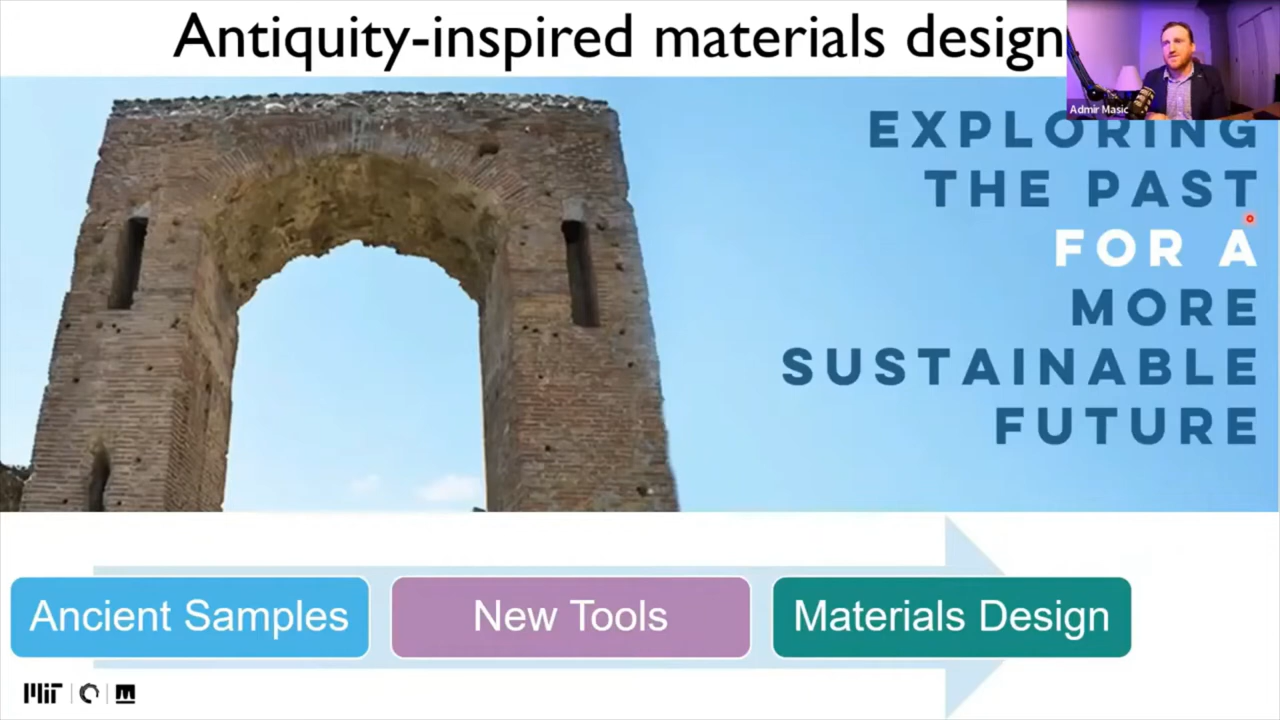 Antiquity-inspired materials design
Admir Masic
EXPLORING
THE PAST
FOR A
MORE
SUSTAINABLE
FUTURE
Ancient Samples
New Tools
Materials Design
MIT